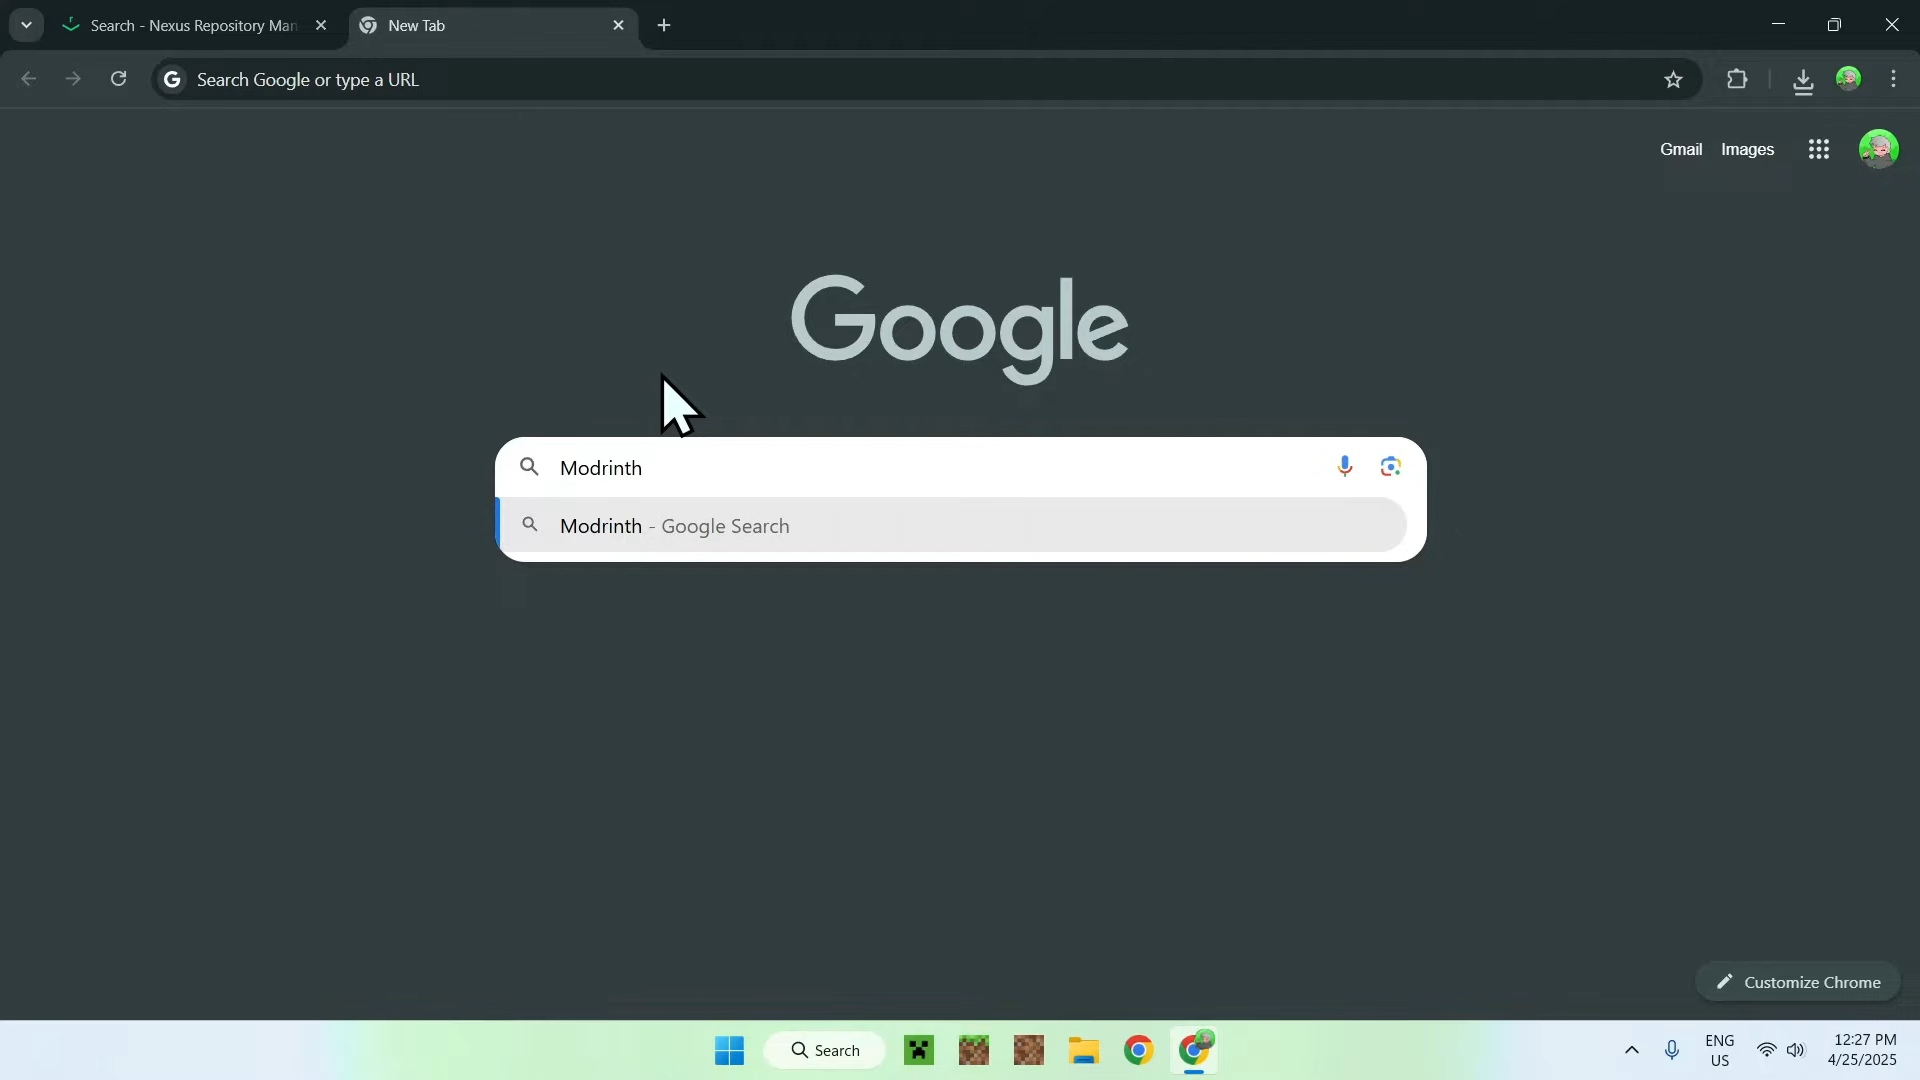 Search - Nexus Repository Man
New Tab
Search Google or type a URL
Gmail
Images
Google
Modrinth
Modrinth - Google Search
Customize Chrome
Search
ENG
US
12:27 PM
4/25/2025